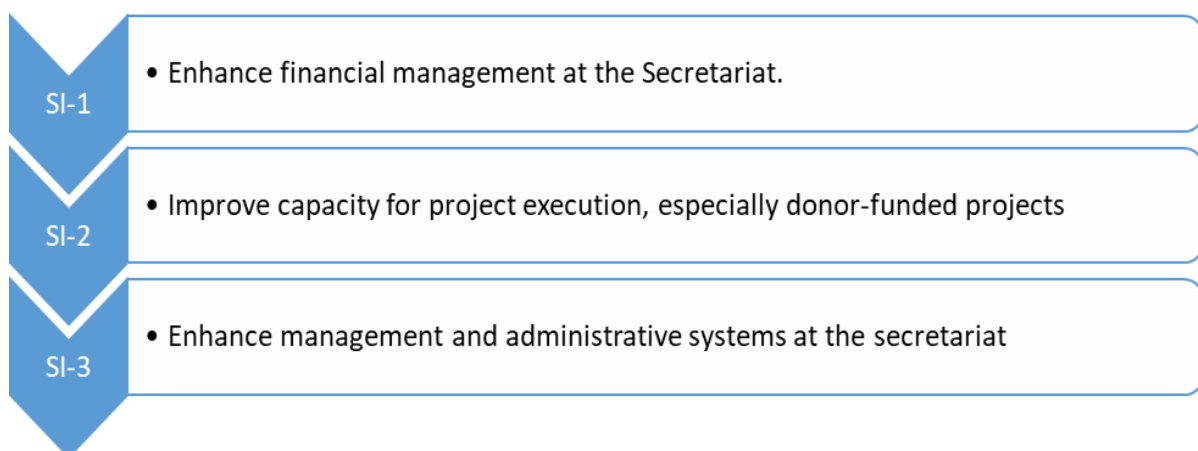 SI-1
• Enhance financial management at the Secretariat.
SI-2
• Improve capacity for project execution, especially donor-funded projects
SI-3
• Enhance management and administrative systems at the secretariat